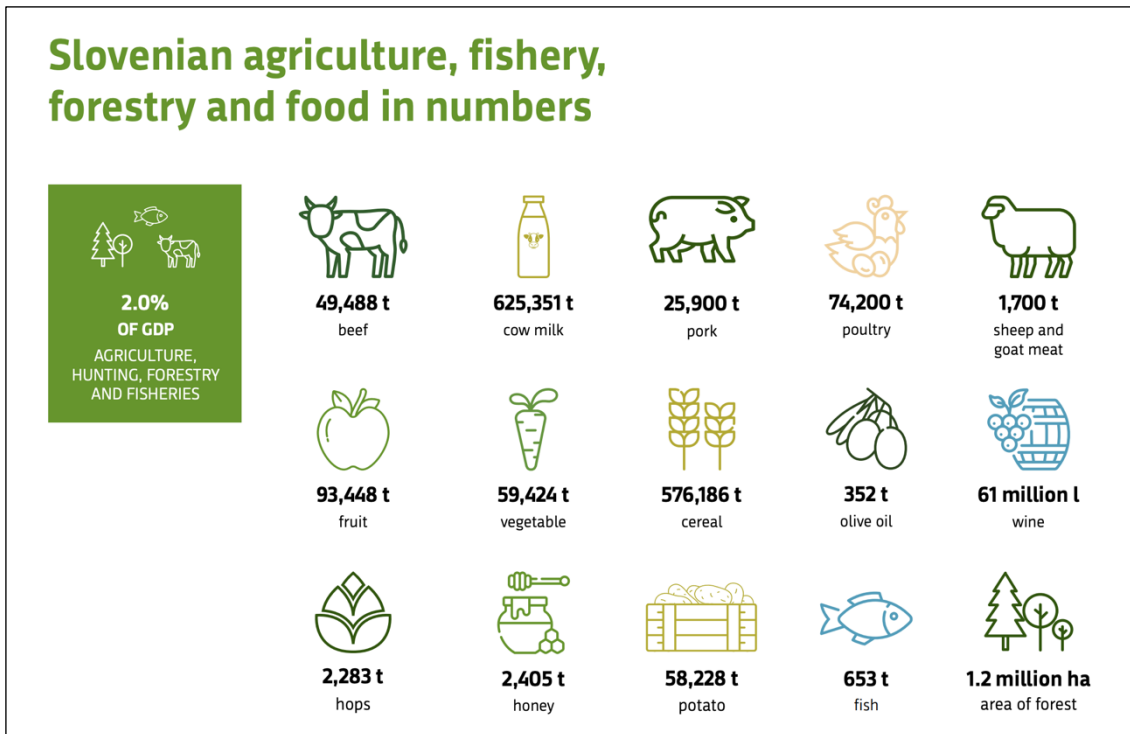 Slovenian agriculture, fishery,
forestry and food in numbers
2.0%
OF GDP
AGRICULTURE,
HUNTING, FORESTRY
AND FISHERIES
49,488 t
beef
625,351 t
cow milk
25,900 t
pork
74,200 t
poultry
1,700 t
sheep and
goat meat
93,448 t
fruit
59,424 t
vegetable
576,186 t
cereal
352 t
olive oil
61 million l
wine
2,283 t
hops
2,405 t
honey
58,228 t
potato
653 t
fish
1.2 million ha
area of forest